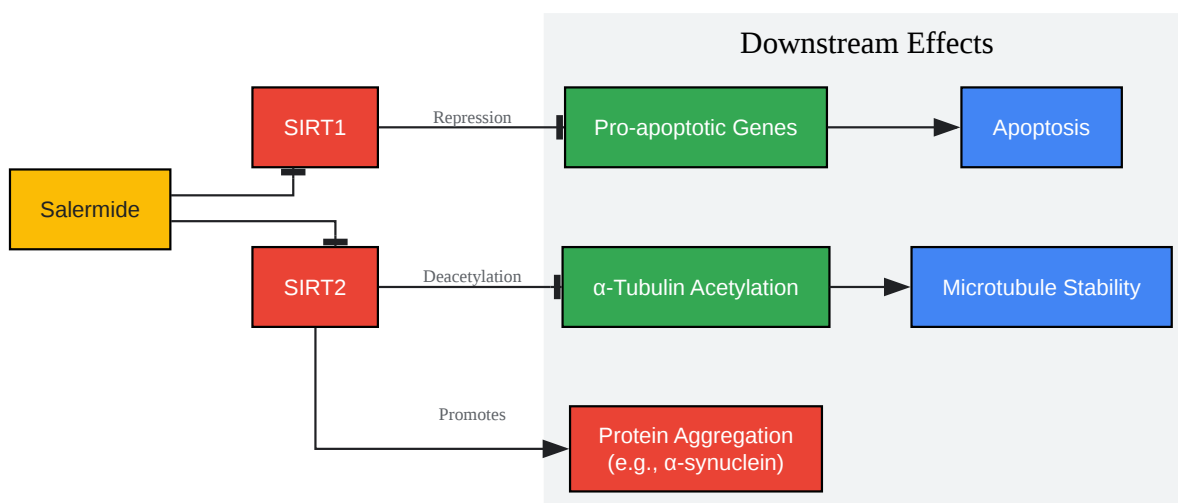 Downstream Effects
SIRT1
Repression
Pro-apoptotic Genes
Apoptosis
Salermide
SIRT2
Deacetylation
α-Tubulin Acetylation
Microtubule Stability
Promotes
Protein Aggregation
(e.g., α-synuclein)